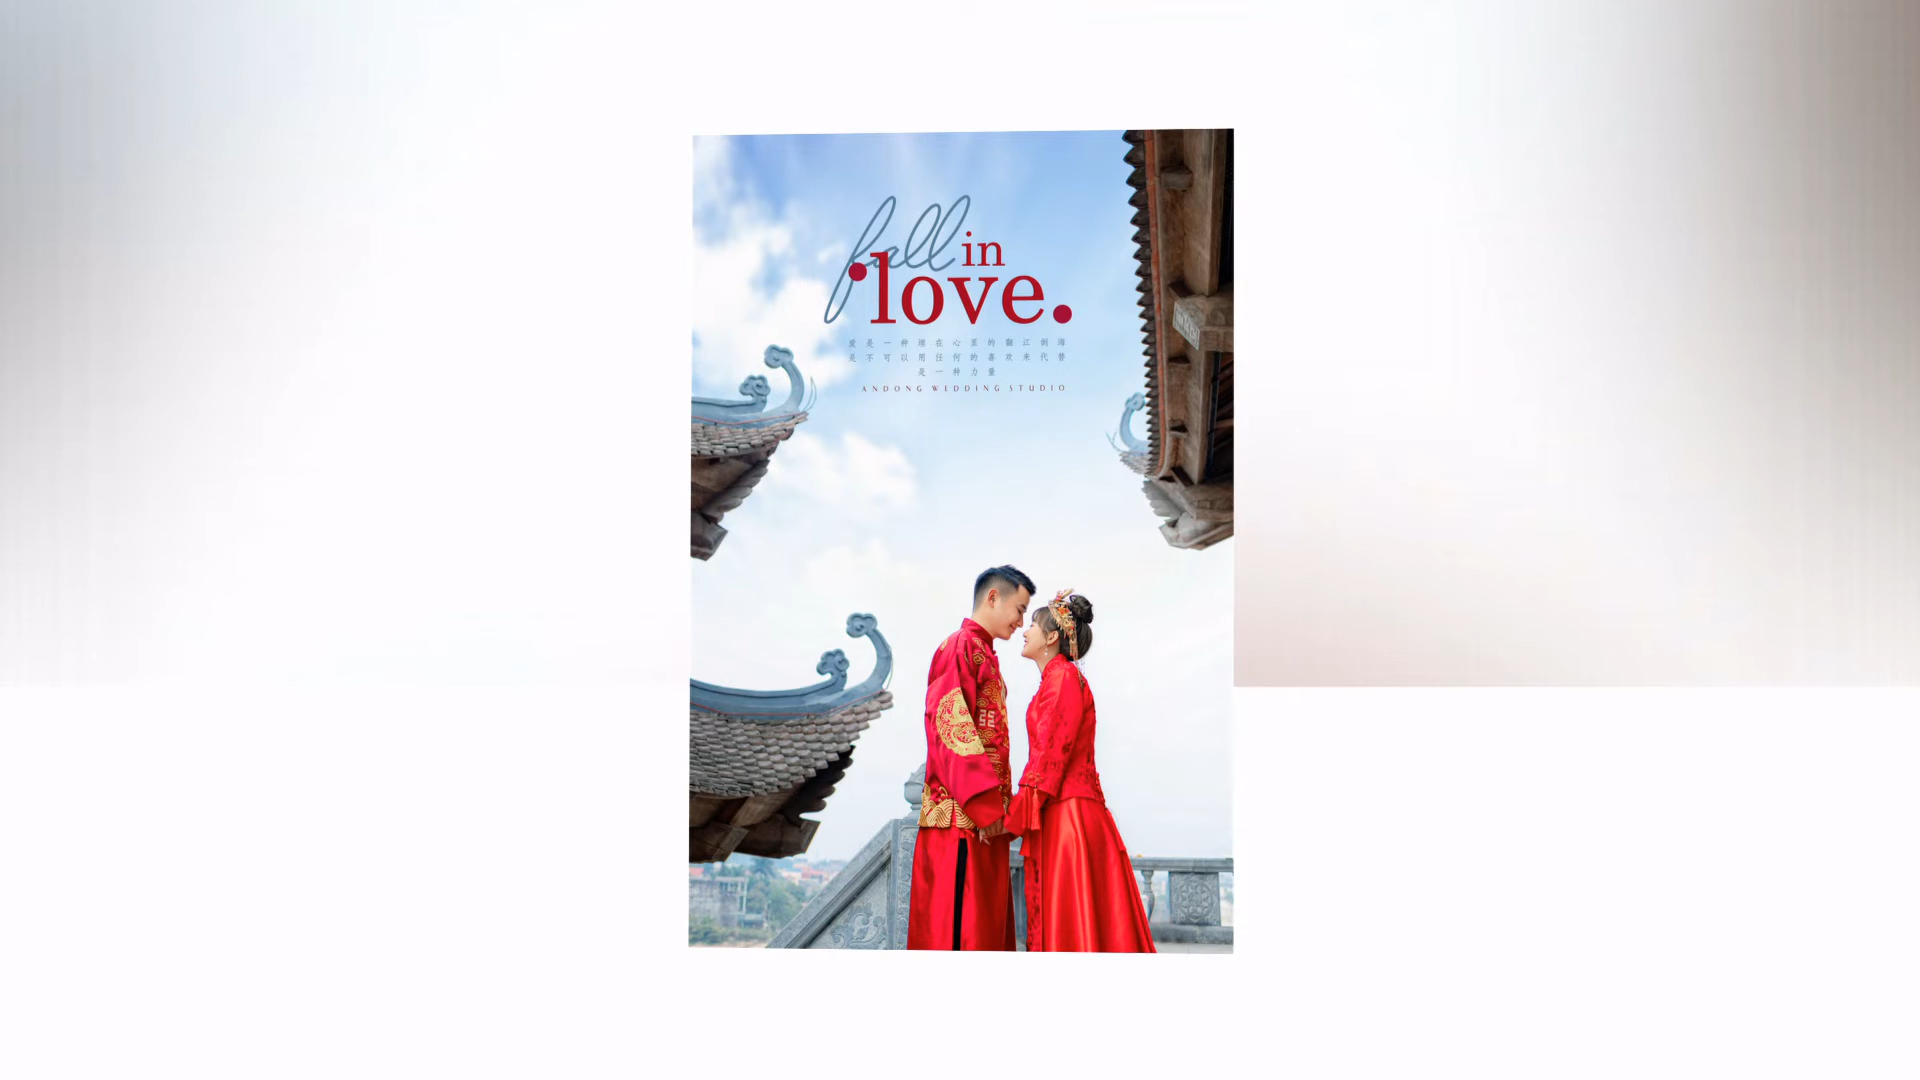 fall in
love.
爱是一种埋在心里的翻江倒海
是不可以用任何的喜欢来代替
是一种力量
ANDONG WEDDING STUDIO